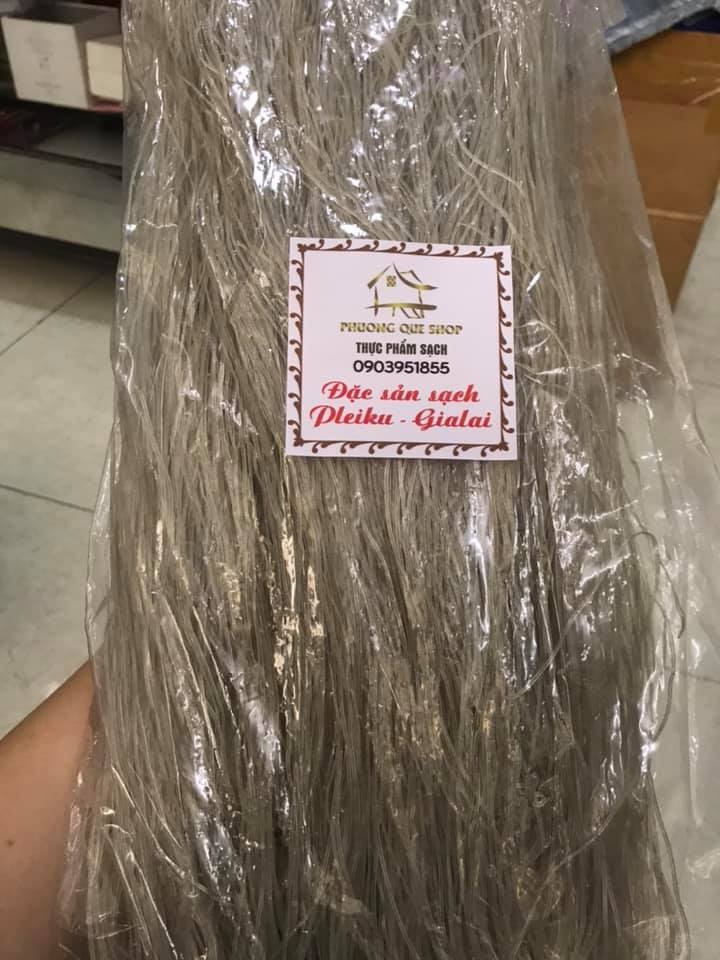 PHUONG QUE SHOP
THỰC PHẨM SẠCH
0903951855
Đặc sản sạch
Pleiku - Gialai